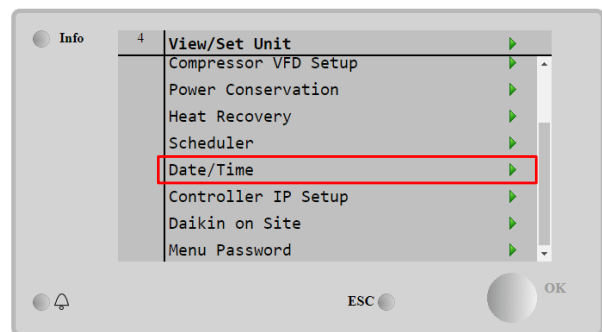 Info
4 View/Set Unit
Compressor VFD Setup
Power Conservation
Heat Recovery
Scheduler
Date/Time
Controller IP Setup
Daikin on Site
Menu Password
ESC
OK